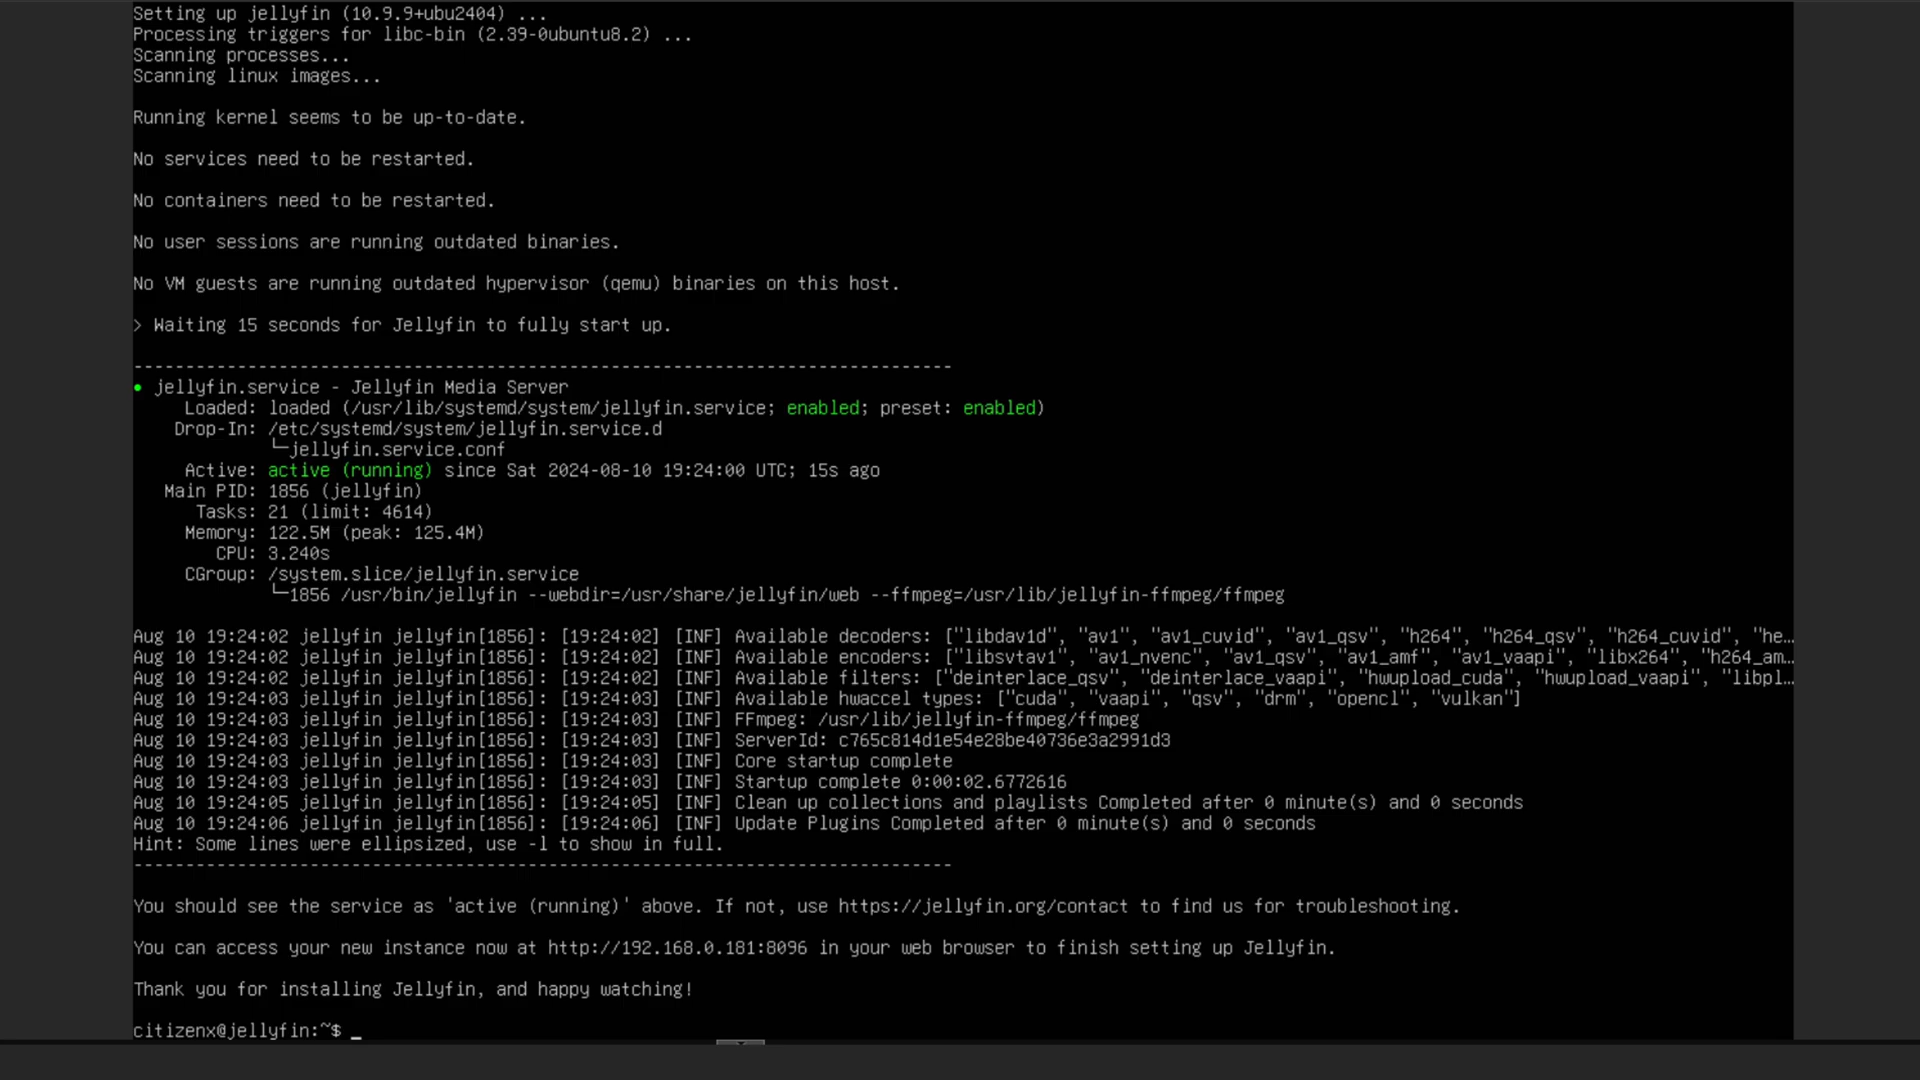 Setting up jellyfin (10.9.9+ubu2404) ...
Processing triggers for libc-bin (2.39-0ubuntu8.2) ...
Scanning processes...
Scanning linux images...
Running kernel seems to be up-to-date.
No services need to be restarted.
No containers need to be restarted.
No user sessions are running outdated binaries.
No VM guests are running outdated hypervisor (qemu) binaries on this host.
> Waiting 15 seconds for Jellyfin to fully start up.
-------------------------------------------------------------------------------
● jellyfin.service - Jellyfin Media Server
Loaded: loaded (/usr/lib/systemd/system/jellyfin.service; enabled; preset: enabled)
Drop-In: /etc/systemd/system/jellyfin.service.d
└─jellyfin.service.conf
Active: active (running) since Sat 2024-08-10 19:24:00 UTC; 15s ago
Main PID: 1856 (jellyfin)
Tasks: 21 (limit: 4614)
Memory: 122.5M (peak: 125.4M)
CPU: 3.240s
CGroup: /system.slice/jellyfin.service
└─1856 /usr/bin/jellyfin --webdir=/usr/share/jellyfin/web --ffmpeg=/usr/lib/jellyfin-ffmpeg/ffmpeg
Aug 10 19:24:02 jellyfin jellyfin[1856]: [19:24:02] [INF] Available decoders: ["libdav1d", "av1", "av1_cuvid", "av1_qsv", "h264", "h264_qsv", "h264_cuvid", "he…
Aug 10 19:24:02 jellyfin jellyfin[1856]: [19:24:02] [INF] Available encoders: ["libsvtav1", "av1_nvenc", "av1_qsv", "av1_amf", "av1_vaapi", "libx264", "h264_am…
Aug 10 19:24:02 jellyfin jellyfin[1856]: [19:24:02] [INF] Available filters: ["deinterlace_qsv", "deinterlace_vaapi", "hwupload_cuda", "hwupload_vaapi", "libpl…
Aug 10 19:24:03 jellyfin jellyfin[1856]: [19:24:03] [INF] Available hwaccel types: ["cuda", "vaapi", "qsv", "drm", "opencl", "vulkan"]
Aug 10 19:24:03 jellyfin jellyfin[1856]: [19:24:03] [INF] FFmpeg: /usr/lib/jellyfin-ffmpeg/ffmpeg
Aug 10 19:24:03 jellyfin jellyfin[1856]: [19:24:03] [INF] ServerId: c765c814d1e54e28be40736e3a2991d3
Aug 10 19:24:03 jellyfin jellyfin[1856]: [19:24:03] [INF] Core startup complete
Aug 10 19:24:03 jellyfin jellyfin[1856]: [19:24:03] [INF] Startup complete 0:00:02.6772616
Aug 10 19:24:05 jellyfin jellyfin[1856]: [19:24:05] [INF] Clean up collections and playlists Completed after 0 minute(s) and 0 seconds
Aug 10 19:24:06 jellyfin jellyfin[1856]: [19:24:06] [INF] Update Plugins Completed after 0 minute(s) and 0 seconds
Hint: Some lines were ellipsized, use -l to show in full.
-------------------------------------------------------------------------------
You should see the service as 'active (running)' above. If not, use https://jellyfin.org/contact to find us for troubleshooting.
You can access your new instance now at http://192.168.0.181:8096 in your web browser to finish setting up Jellyfin.
Thank you for installing Jellyfin, and happy watching!
citizenx@jellyfin:~$ _